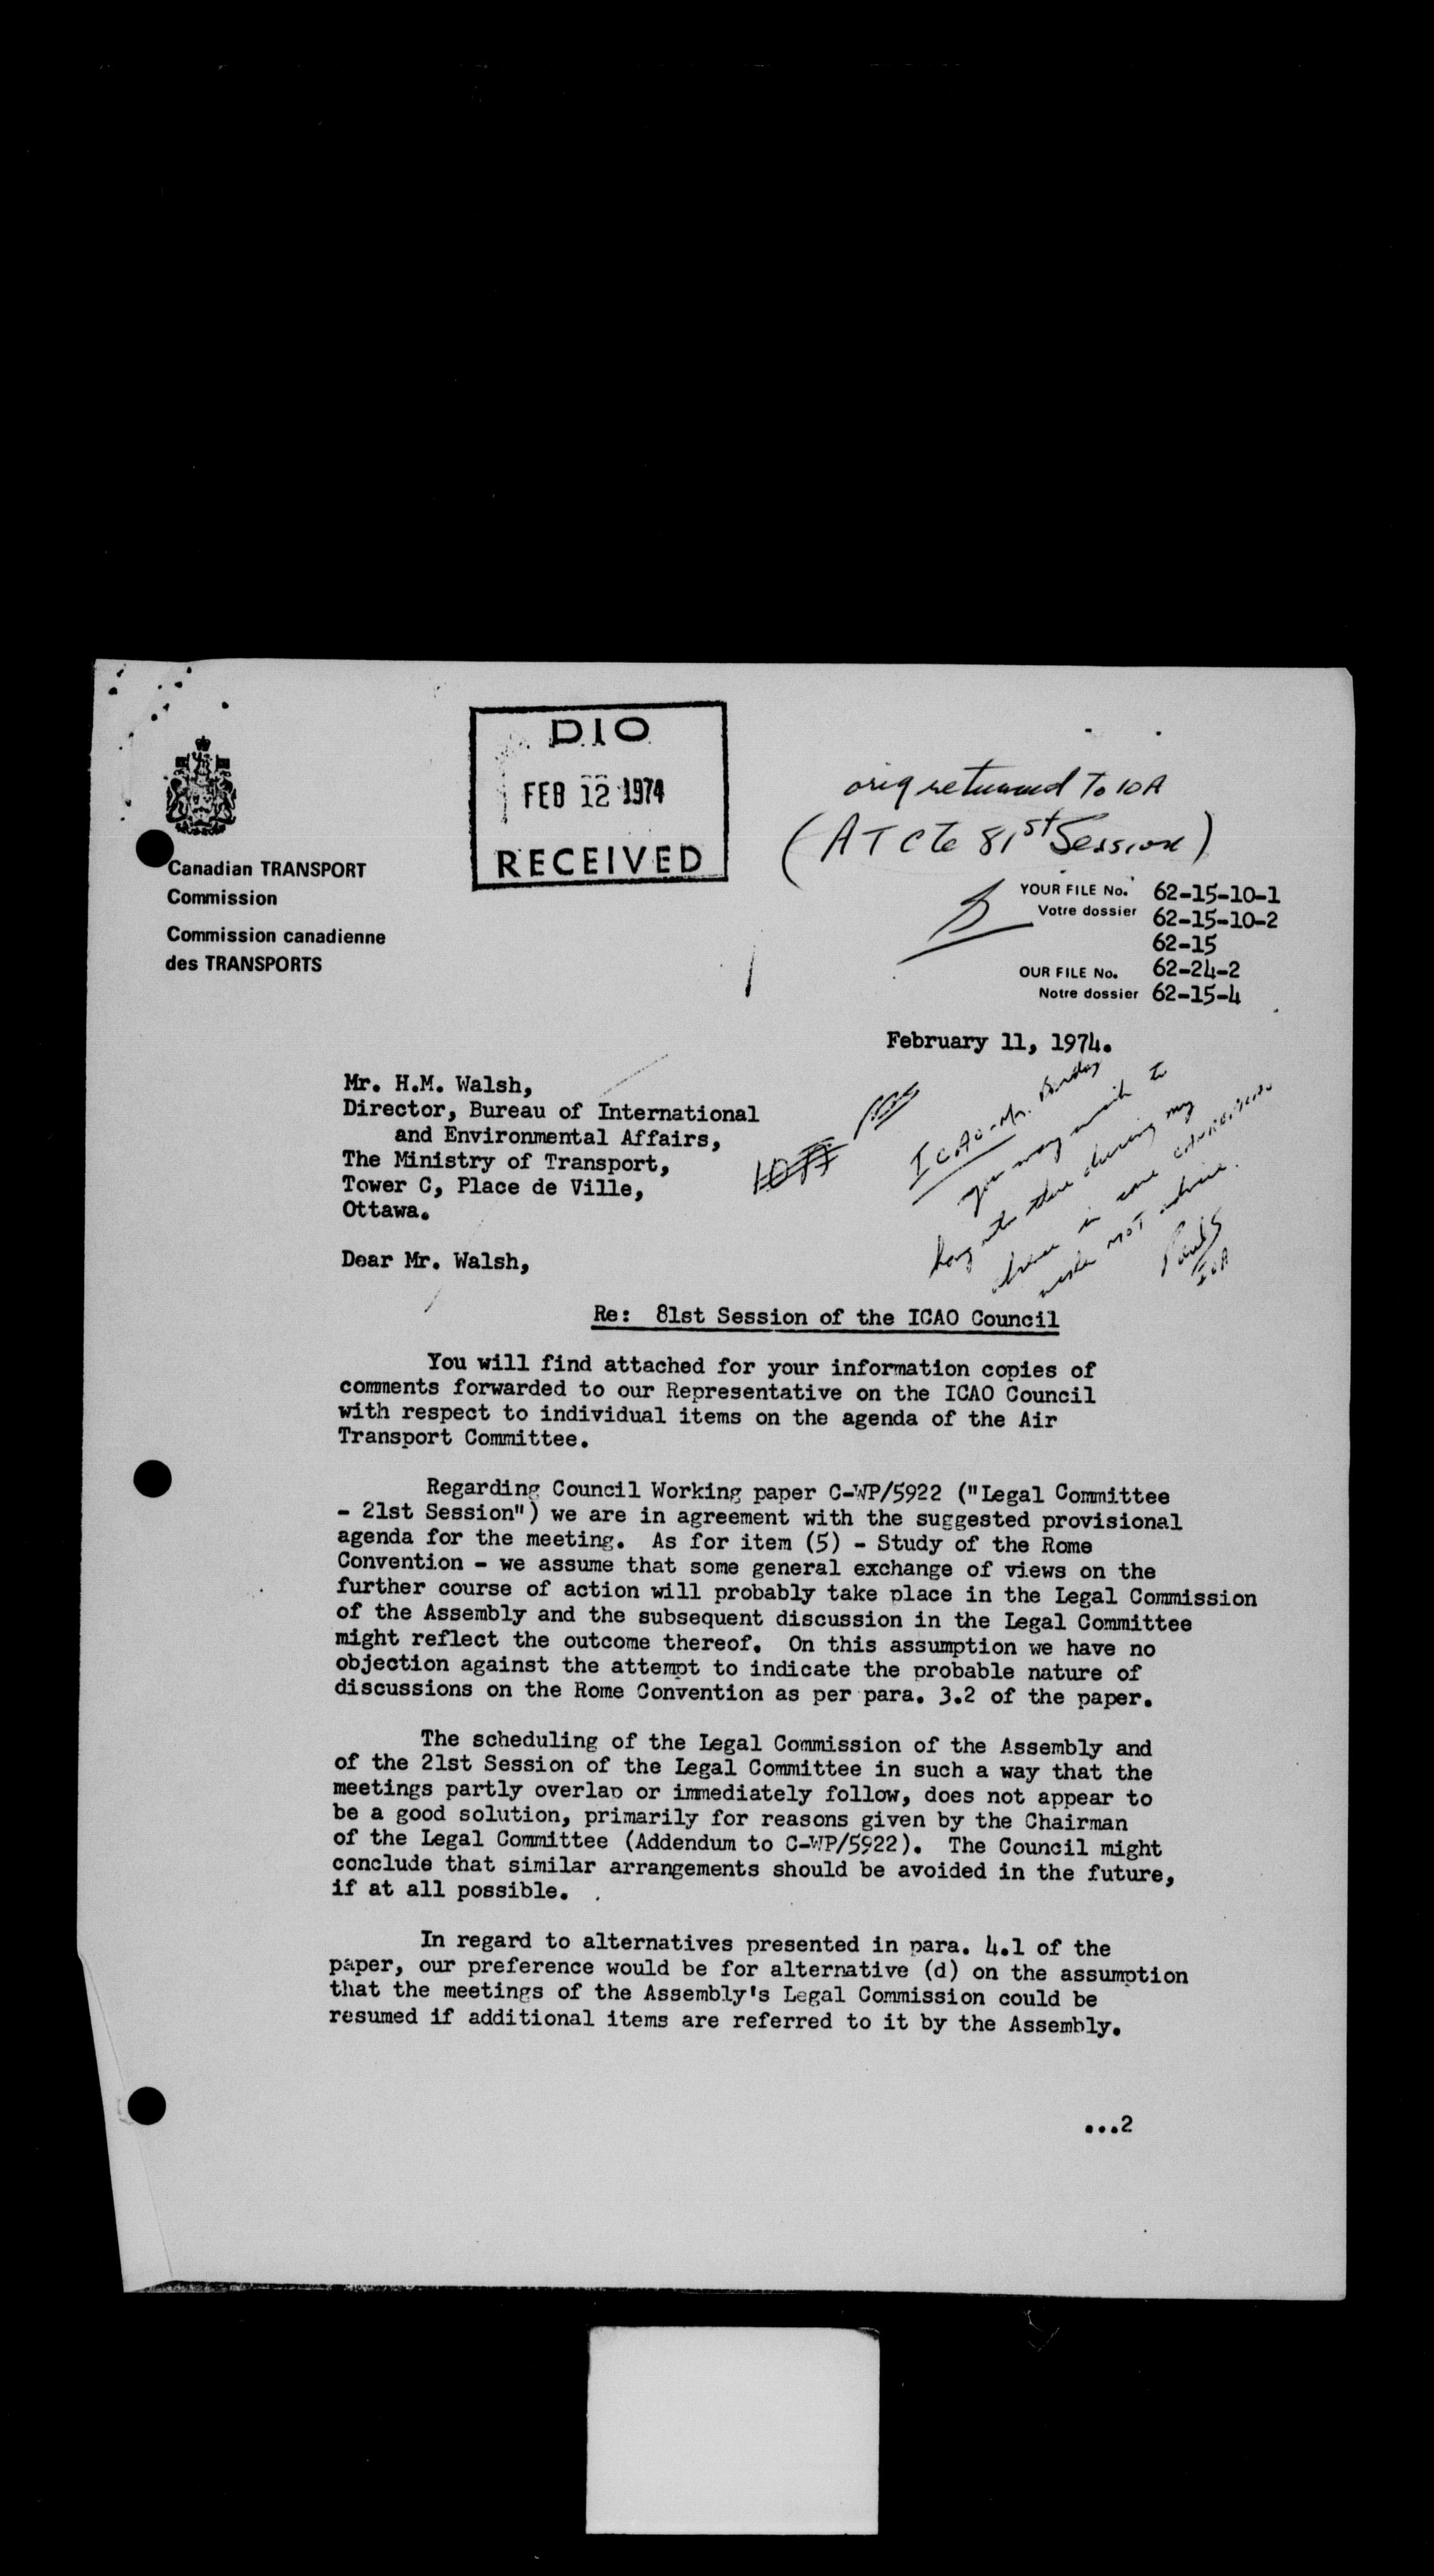 DIO
FEB 12 1974
RECEIVED
orig returned to IOA
(ATCte 81st Session)
Canadian TRANSPORT
Commission
Commission canadienne
des TRANSPORTS
YOUR FILE No. 62-15-10-1
Votre dossier 62-15-10-2
62-15
OUR FILE No. 62-24-2
Notre dossier 62-15-4
February 11, 1974.
Mr. H.M. Walsh,
Director, Bureau of International
and Environmental Affairs,
The Ministry of Transport,
Tower C, Place de Ville,
Ottawa.
ICAO-Mr.
you may wish to
during my
absence in case
MOT advice.
IOA
Dear Mr. Walsh,
Re: 81st Session of the ICAO Council
You will find attached for your information copies of
comments forwarded to our Representative on the ICAO Council
with respect to individual items on the agenda of the Air
Transport Committee.
Regarding Council Working paper C-WP/5922 ("Legal Committee
- 21st Session") we are in agreement with the suggested provisional
agenda for the meeting. As for item (5) - Study of the Rome
Convention - we assume that some general exchange of views on the
further course of action will probably take place in the Legal Commission
of the Assembly and the subsequent discussion in the Legal Committee
might reflect the outcome thereof. On this assumption we have no
objection against the attempt to indicate the probable nature of
discussions on the Rome Convention as per para. 3.2 of the paper.
The scheduling of the Legal Commission of the Assembly and
of the 21st Session of the Legal Committee in such a way that the
meetings partly overlap or immediately follow, does not appear to
be a good solution, primarily for reasons given by the Chairman
of the Legal Committee (Addendum to C-WP/5922). The Council might
conclude that similar arrangements should be avoided in the future,
if at all possible.
In regard to alternatives presented in para. 4.1 of the
paper, our preference would be for alternative (d) on the assumption
that the meetings of the Assembly's Legal Commission could be
resumed if additional items are referred to it by the Assembly.
...2